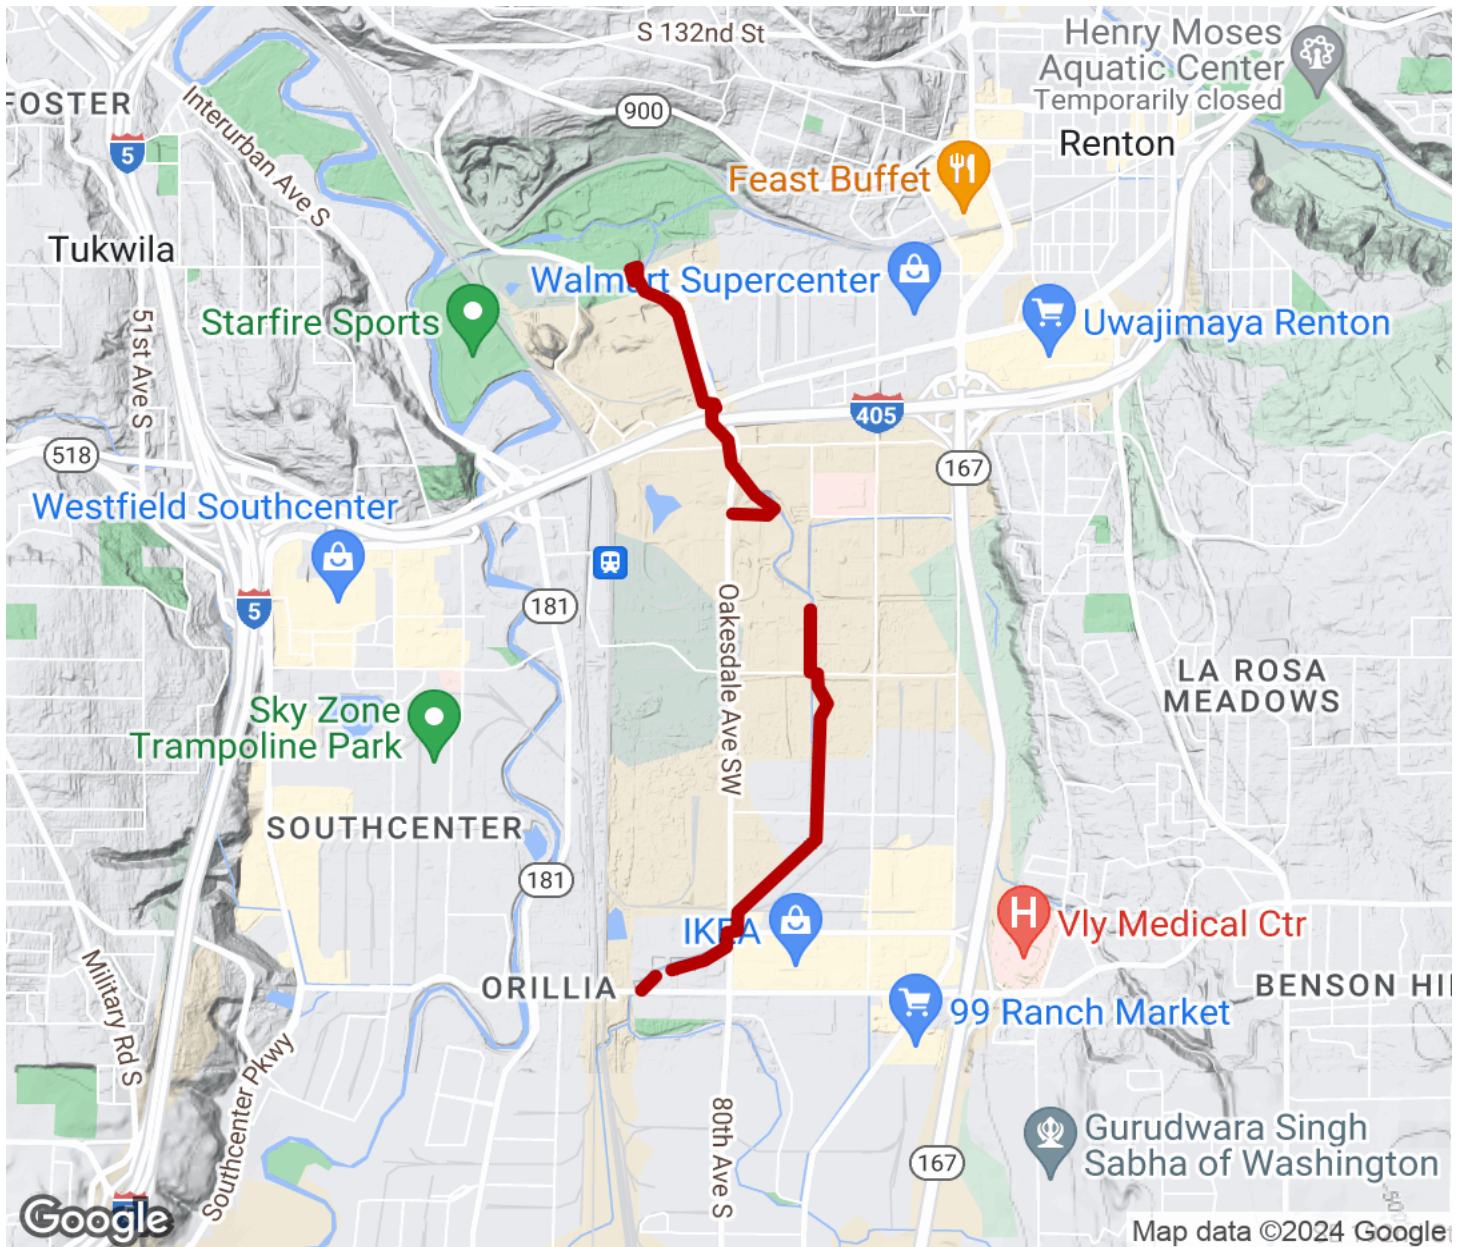 S 132nd St
Henry Moses
Aquatic Center
Temporarily closed
FOSTER
900
5
Interurban Ave S
Renton
Feast Buffet
Tukwila
Walmart Supercenter
Starfire Sports
Uwajimaya Renton
51st Ave S
405
518
167
Westfield Southcenter
5
181
Oakesdale Ave SW
LA ROSA
MEADOWS
Sky Zone
Trampoline Park
SOUTHCENTER
181
IKEA
H
Vly Medical Ctr
Military Rd S
ORILLIA
BENSON HI
99 Ranch Market
Southcenter Pkwy
80th Ave S
Gurudwara Singh
Sabha of Washington
167
Google
Map data ©2024 Google